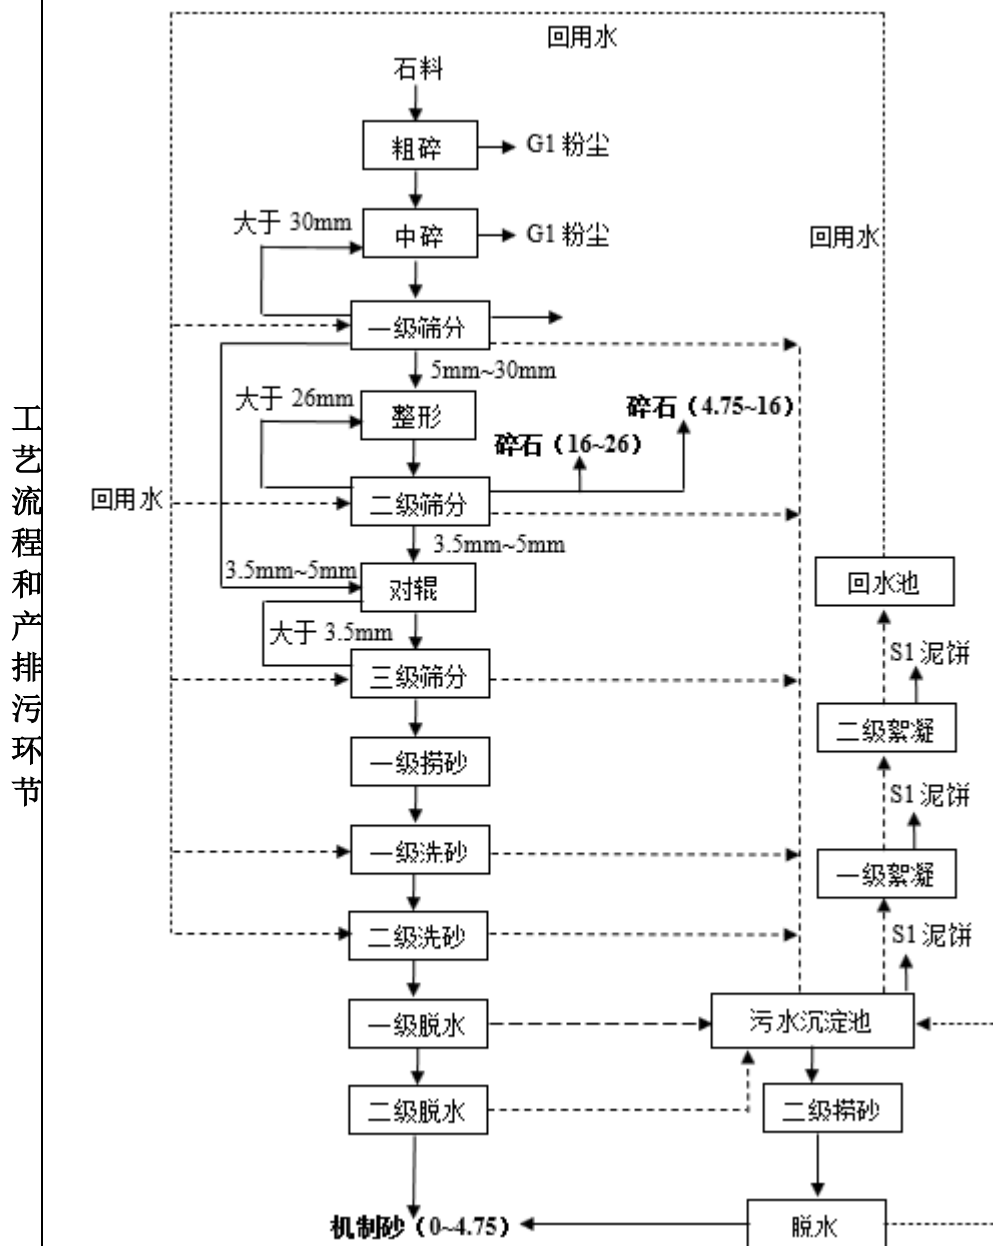 工艺流程和产排污环节
回用水
石料
粗碎
G1 粉尘
大于 30mm
中碎
G1 粉尘
回用水
一级筛分
5mm~30mm
大于 26mm
整形
碎石（4.75~16）
碎石（16~26）
回用水
二级筛分
3.5mm~5mm
3.5mm~5mm
对辊
回水池
大于 3.5mm
三级筛分
S1 泥饼
二级絮凝
一级捞砂
S1 泥饼
一级洗砂
一级絮凝
二级洗砂
S1 泥饼
一级脱水
污水沉淀池
二级脱水
二级捞砂
机制砂（0~4.75）
脱水